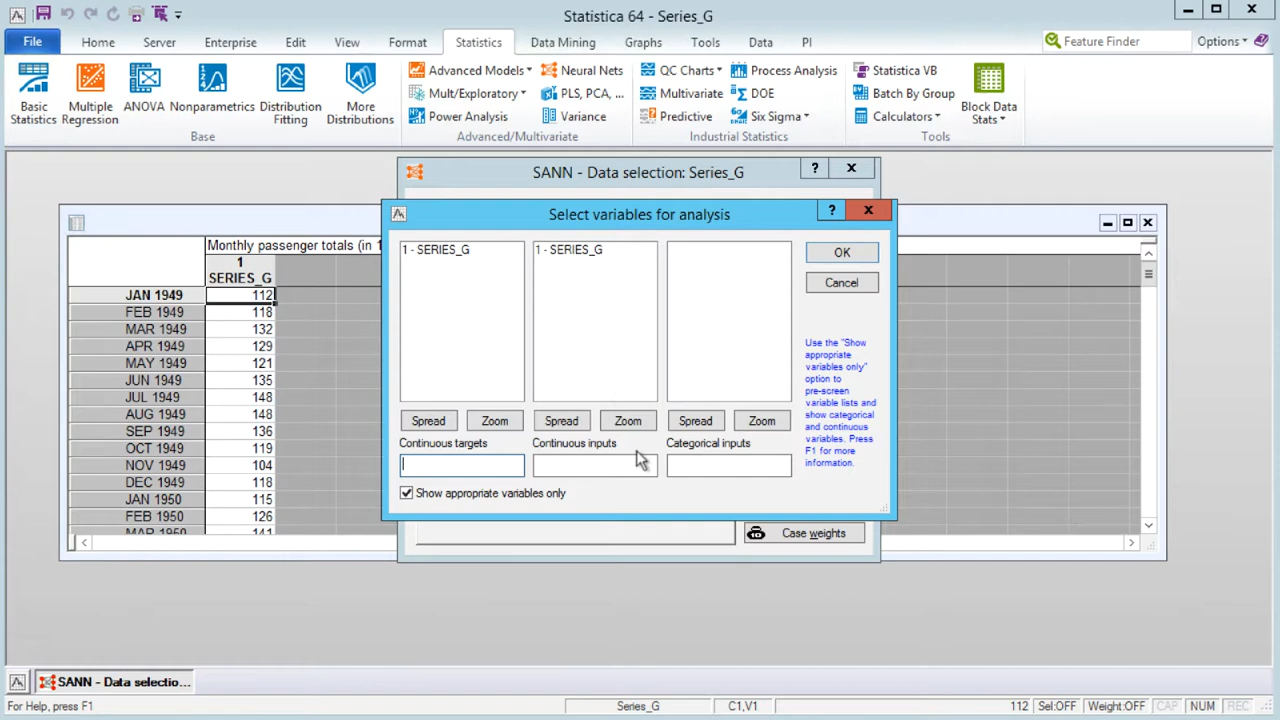 Statistica 64 - Series_G
File
Home
Server
Enterprise
Edit
View
Format
Statistics
Data Mining
Graphs
Tools
Data
PI
Feature Finder
Options
Basic Statistics
Multiple Regression
ANOVA
Nonparametrics
Distribution Fitting
More Distributions
Base
Advanced Models
Neural Nets
Mult/Exploratory
PLS, PCA, ...
Power Analysis
Variance
Advanced/Multivariate
QC Charts
Process Analysis
Multivariate
DOE
Predictive
Six Sigma
Industrial Statistics
Statistica VB
Batch By Group
Calculators
Block Data Stats
Tools
SANN - Data selection: Series_G
?
Select variables for analysis
?
Monthly passenger totals (in 1
1
SERIES_G
JAN 1949 112
FEB 1949 118
MAR 1949 132
APR 1949 129
MAY 1949 121
JUN 1949 135
JUL 1949 148
AUG 1949 148
SEP 1949 136
OCT 1949 119
NOV 1949 104
DEC 1949 118
JAN 1950 115
FEB 1950 126
MAR 1950 141
1 - SERIES_G
1 - SERIES_G
OK
Cancel
Use the "Show
appropriate
variables only"
option to
pre-screen
variable lists and
show categorical
and continuous
variables. Press
F1 for more
information.
Spread
Zoom
Spread
Zoom
Spread
Zoom
Continuous targets
Continuous inputs
Categorical inputs
Show appropriate variables only
Case weights
SANN - Data selectio...
For Help, press F1
Series_G
C1,V1
112
Sel:OFF
Weight:OFF
CAP
NUM
REC